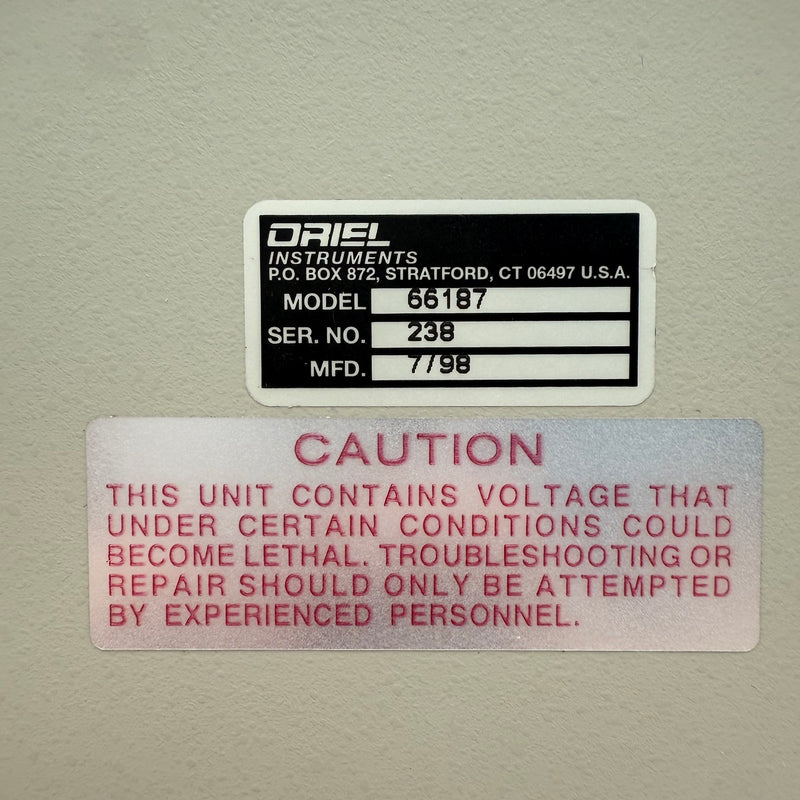 ORIEL
INSTRUMENTS
P.O. BOX 872, STRATFORD, CT 06497 U.S.A.
MODEL 66187
SER. NO. 238
MFD. 7/98
CAUTION
THIS UNIT CONTAINS VOLTAGE THAT
UNDER CERTAIN CONDITIONS COULD
BECOME LETHAL. TROUBLESHOOTING OR
REPAIR SHOULD ONLY BE ATTEMPTED
BY EXPERIENCED PERSONNEL.